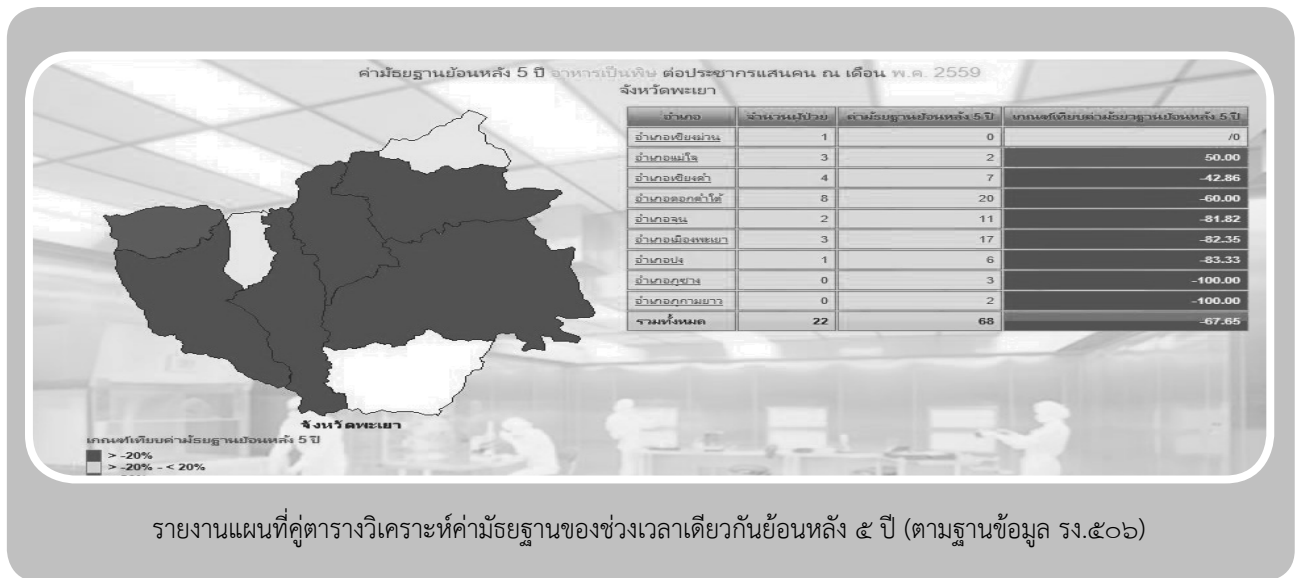 ค่ามัธยฐานย้อนหลัง 5 ปี อาหารเป็นพิษ ต่อประชากรแสนคน ณ เดือน พ.ค. 2559
จังหวัดพะเยา
อำเภอ จำนวนผู้ป่วย ค่ามัธยฐานย้อนหลัง 5 ปี เกณฑ์เทียบค่ามัธยฐานย้อนหลัง 5 ปี
อำเภอเชียงม่วน 1 0 /0
อำเภอแม่ใจ 3 2 50.00
อำเภอเชียงคำ 4 7 -42.86
อำเภอดอกคำใต้ 8 20 -60.00
อำเภอจุน 2 11 -81.82
อำเภอเมืองพะเยา 3 17 -82.35
อำเภอปง 1 6 -83.33
อำเภอภูซาง 0 3 -100.00
อำเภอภูกามยาว 0 2 -100.00
รวมทั้งหมด 22 68 -67.65
จังหวัดพะเยา
เกณฑ์เทียบค่ามัธยฐานย้อนหลัง 5 ปี
> -20%
> -20% - < 20%
รายงานแผนที่คู่ตารางวิเคราะห์ค่ามัธยฐานของช่วงเวลาเดียวกันย้อนหลัง ๕ ปี (ตามฐานข้อมูล รง.๕๐๖)